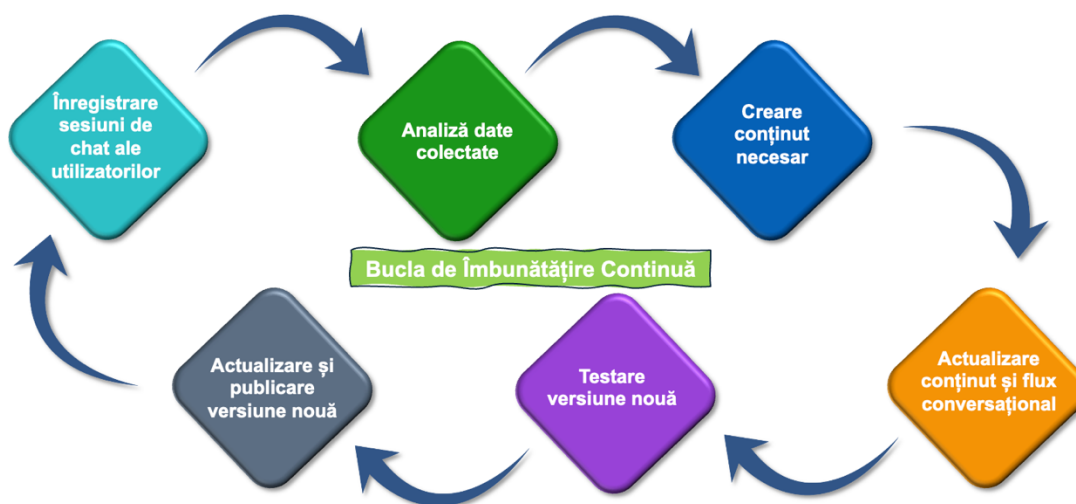 Înregistrare
sesiuni de
chat ale
utilizatorilor
Analiză date
colectate
Creare
conținut
necesar
Bucla de Îmbunătățire Continuă
Actualizare și
publicare
versiune nouă
Testare
versiune nouă
Actualizare
conținut și flux
conversațional